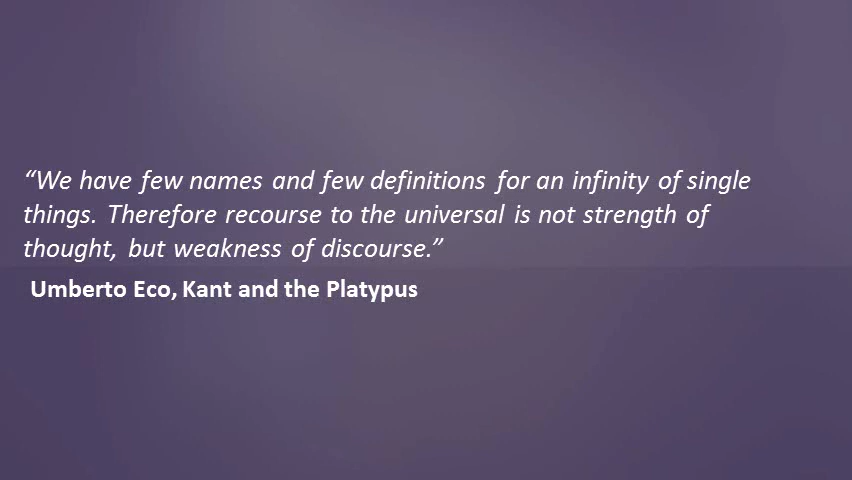 “We have few names and few definitions for an infinity of single
things. Therefore recourse to the universal is not strength of
thought, but weakness of discourse.”
Umberto Eco, Kant and the Platypus